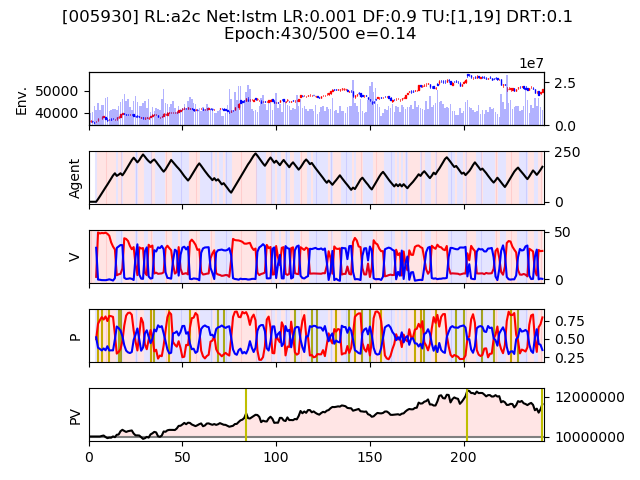 [005930] RL:a2c Net:lstm LR:0.001 DF:0.9 TU:[1,19] DRT:0.1
Epoch:430/500 e=0.14
1e7
Env.
50000
40000
2.5
0.0
Agent
250
0
V
50
0
P
0.75
0.50
0.25
PV
12000000
10000000
0 50 100 150 200